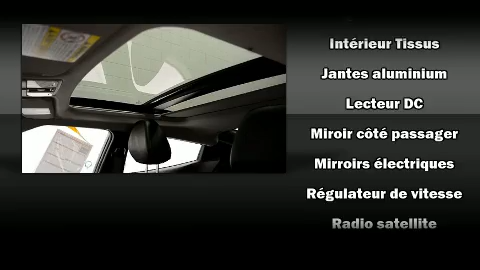 Intérieur Tissus
Jantes aluminium
Lecteur DC
Miroir côté passager
Mirroirs électriques
Régulateur de vitesse
Radio satellite